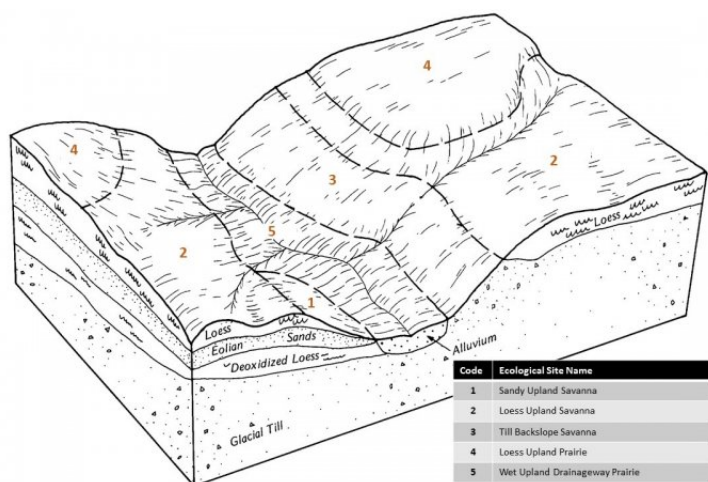 4
4
3
2
5
2
1
Loess
Loess
Eolian Sands
Deoxidized Loess
Alluvium
Glacial Till
Code Ecological Site Name
1 Sandy Upland Savanna
2 Loess Upland Savanna
3 Till Backslope Savanna
4 Loess Upland Prairie
5 Wet Upland Drainageway Prairie